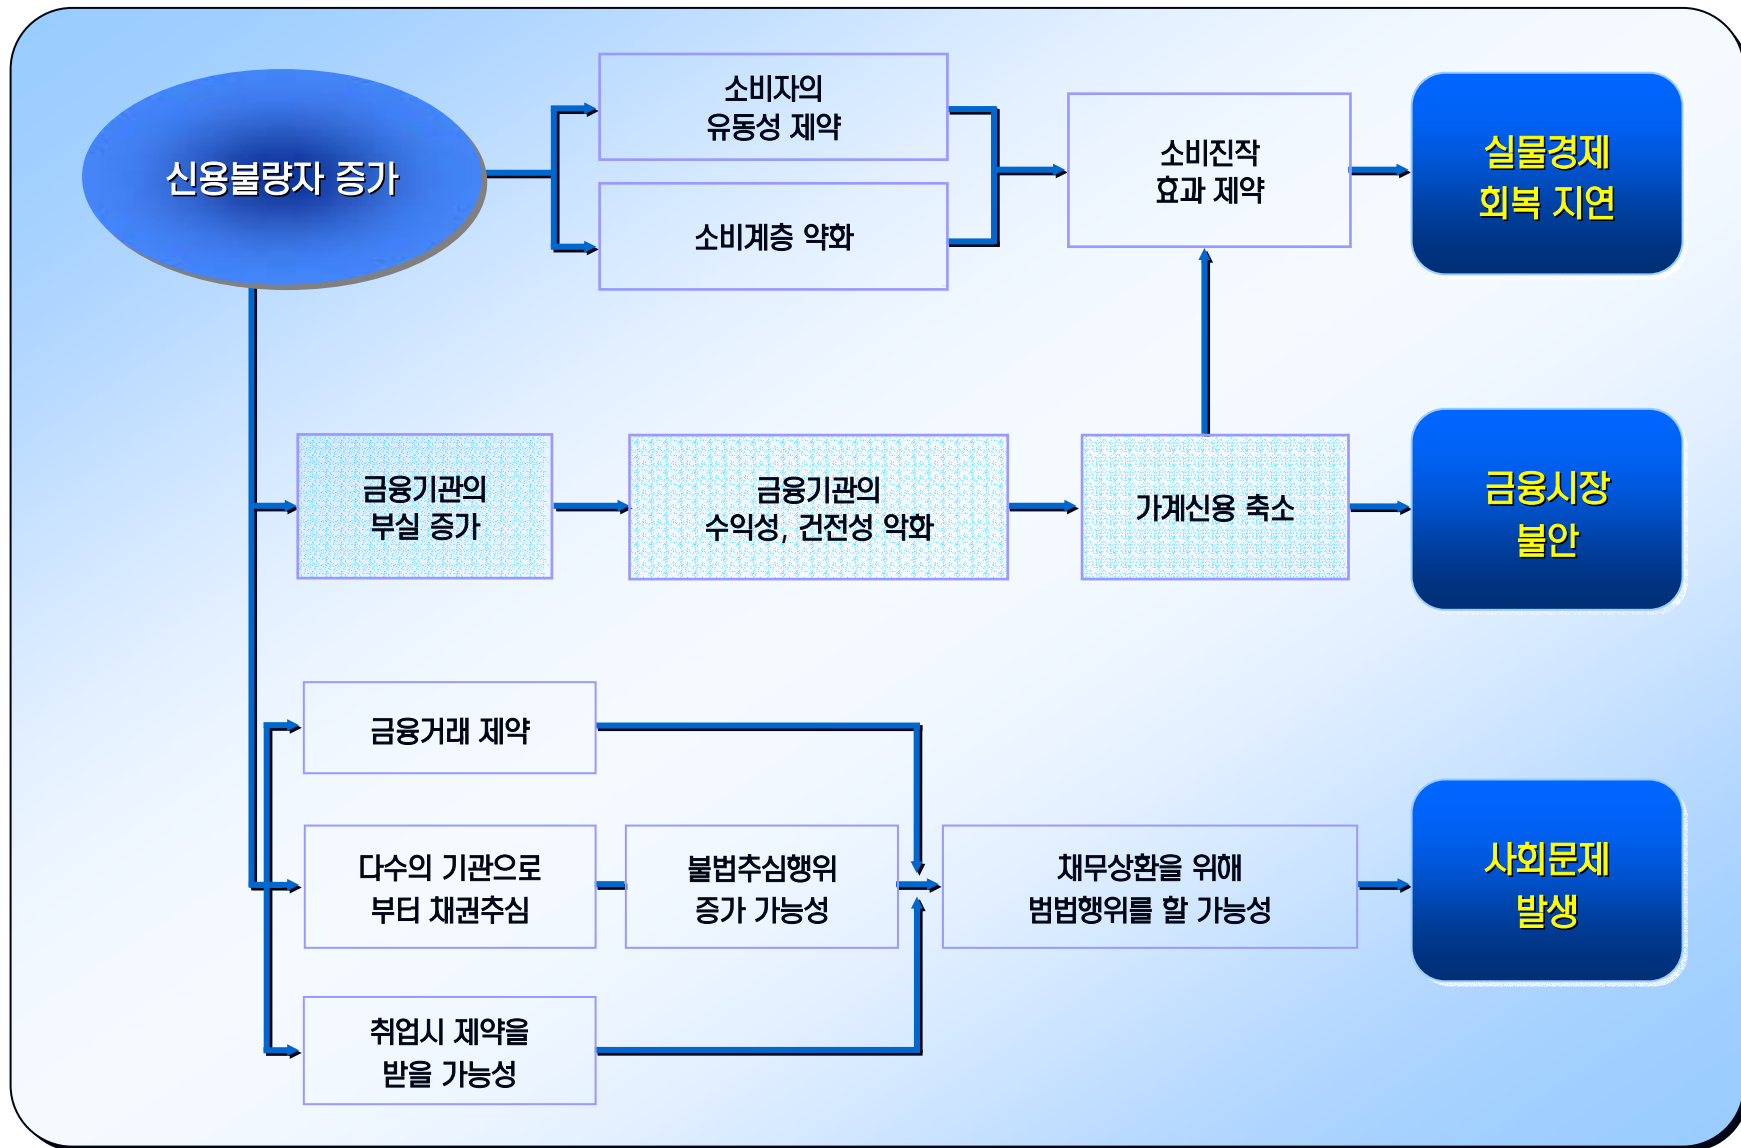 신용불량자 증가
소비자의
유동성 제약
소비계층 약화
소비진작
효과 제약
실물경제
회복 지연
금융기관의
부실 증가
금융기관의
수익성, 건전성 악화
가계신용 축소
금융시장
불안
금융거래 제약
다수의 기관으로
부터 채권추심
불법추심행위
증가 가능성
채무상환을 위해
범법행위를 할 가능성
사회문제
발생
취업시 제약을
받을 가능성